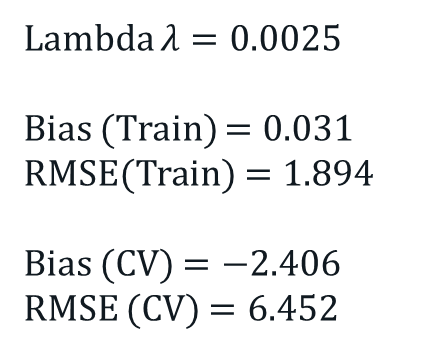 Lambda λ = 0.0025
Bias (Train) = 0.031
RMSE(Train) = 1.894
Bias (CV) = −2.406
RMSE (CV) = 6.452